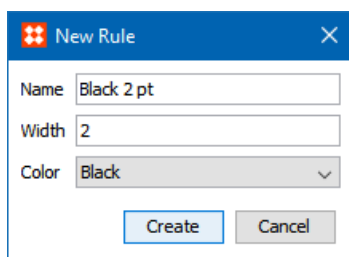 New Rule
Name Black 2 pt
Width 2
Color Black
Create Cancel